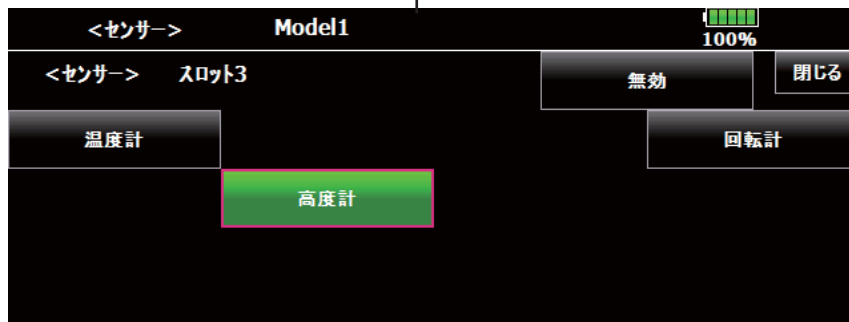 <センサー> Model1 100%
<センサー> スロット3 無効 閉じる
温度計 回転計
高度計